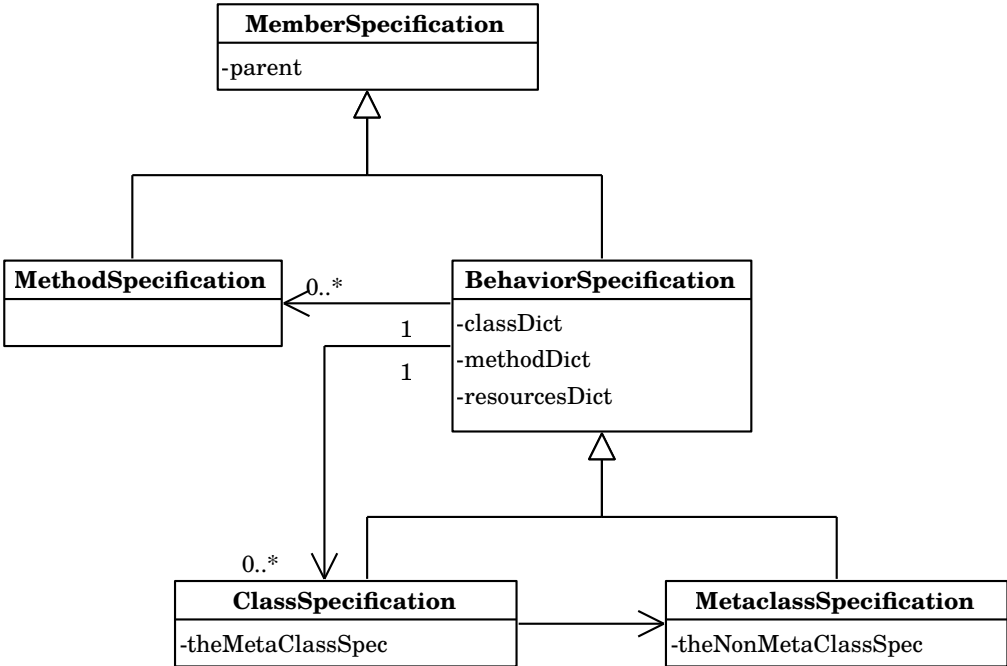 MemberSpecification
-parent
MethodSpecification
0..*
BehaviorSpecification
-classDict
-methodDict
-resourcesDict
1
1
0..*
ClassSpecification
-theMetaClassSpec
MetaclassSpecification
-theNonMetaClassSpec